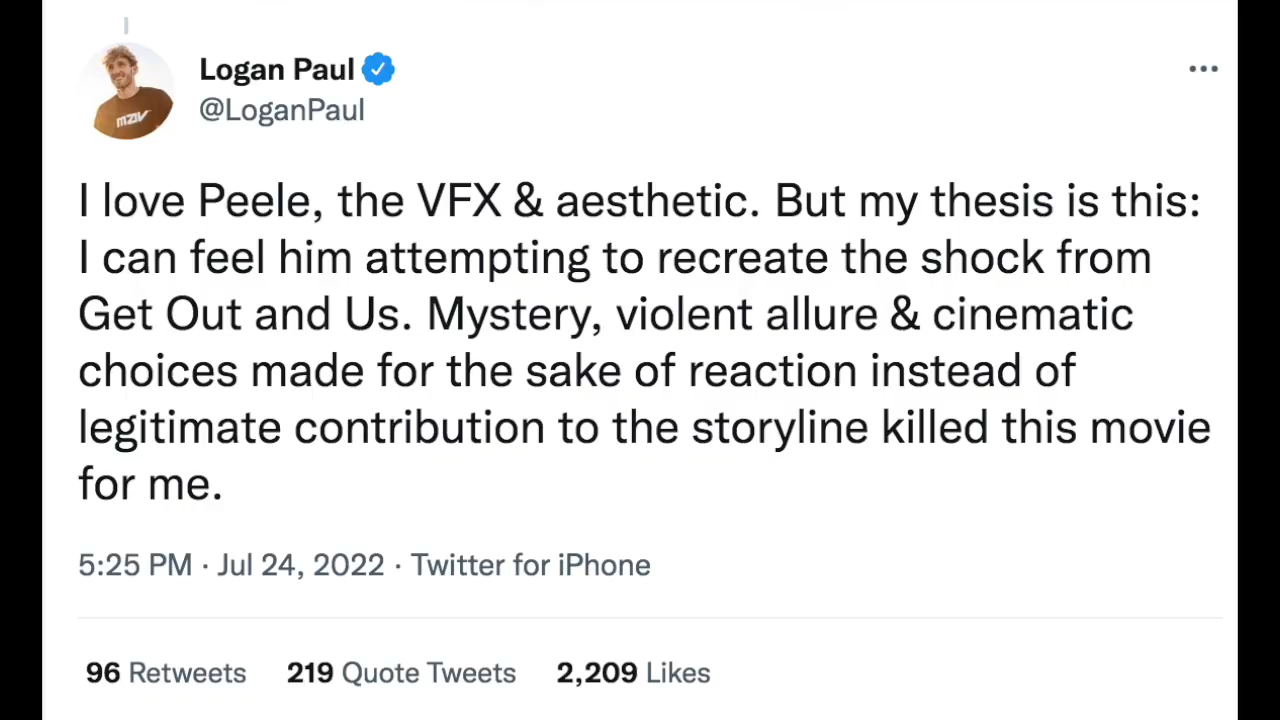 Logan Paul
@LoganPaul
I love Peele, the VFX & aesthetic. But my thesis is this:
I can feel him attempting to recreate the shock from
Get Out and Us. Mystery, violent allure & cinematic
choices made for the sake of reaction instead of
legitimate contribution to the storyline killed this movie
for me.
5:25 PM · Jul 24, 2022 · Twitter for iPhone
96 Retweets 219 Quote Tweets 2,209 Likes